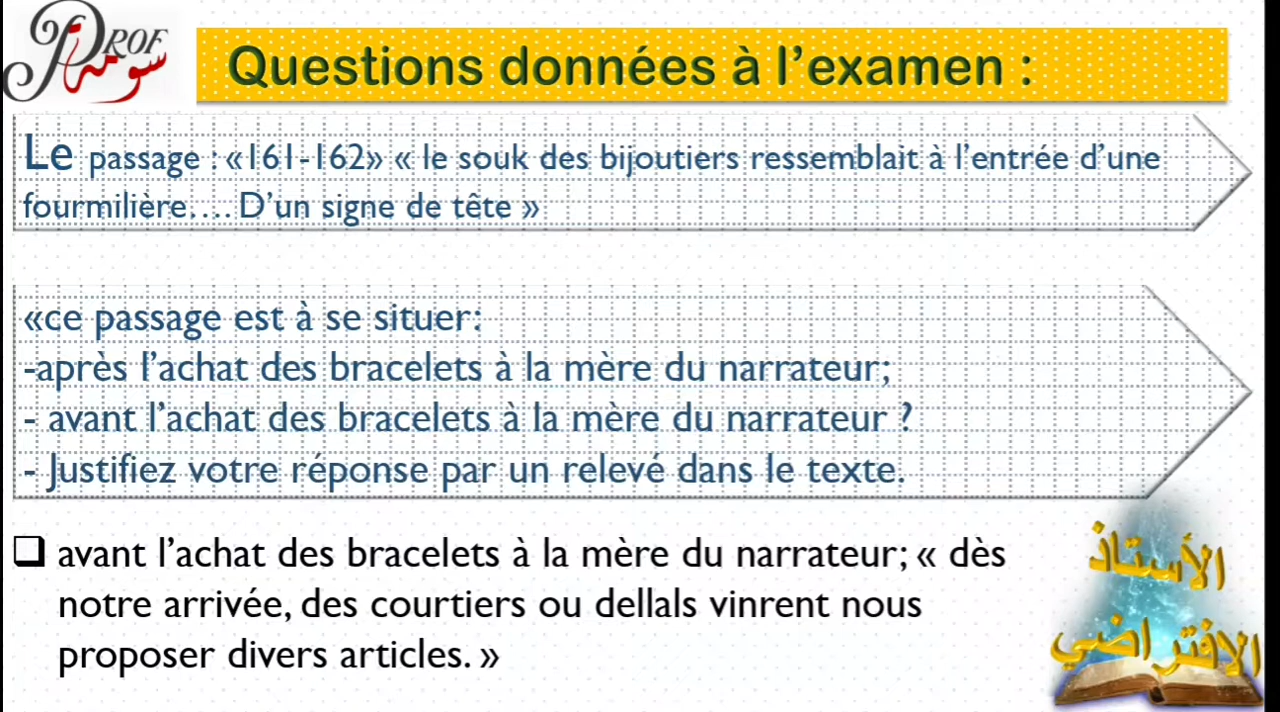 PROF
سومية
Questions données à l’examen :
Le passage : «161-162» « le souk des bijoutiers ressemblait à l’entrée d’une
fourmilière…. D’un signe de tête »
«ce passage est à se situer:
-après l’achat des bracelets à la mère du narrateur;
- avant l’achat des bracelets à la mère du narrateur ?
- Justifiez votre réponse par un relevé dans le texte.
❑ avant l’achat des bracelets à la mère du narrateur; « dès
notre arrivée, des courtiers ou dellals vinrent nous
proposer divers articles. »
الأستاذ
الافتراضي